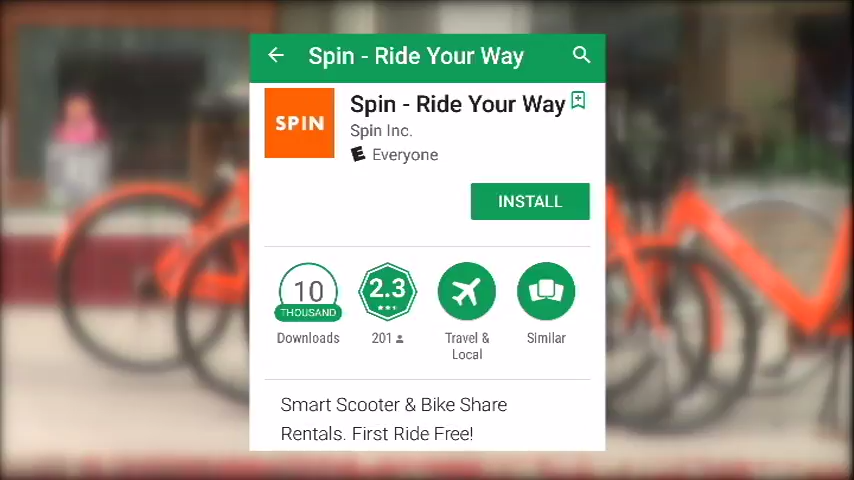 Spin - Ride Your Way
SPIN
Spin - Ride Your Way
Spin Inc.
E Everyone
INSTALL
10
THOUSAND
Downloads
2.3
201
Travel &
Local
Similar
Smart Scooter & Bike Share
Rentals. First Ride Free!